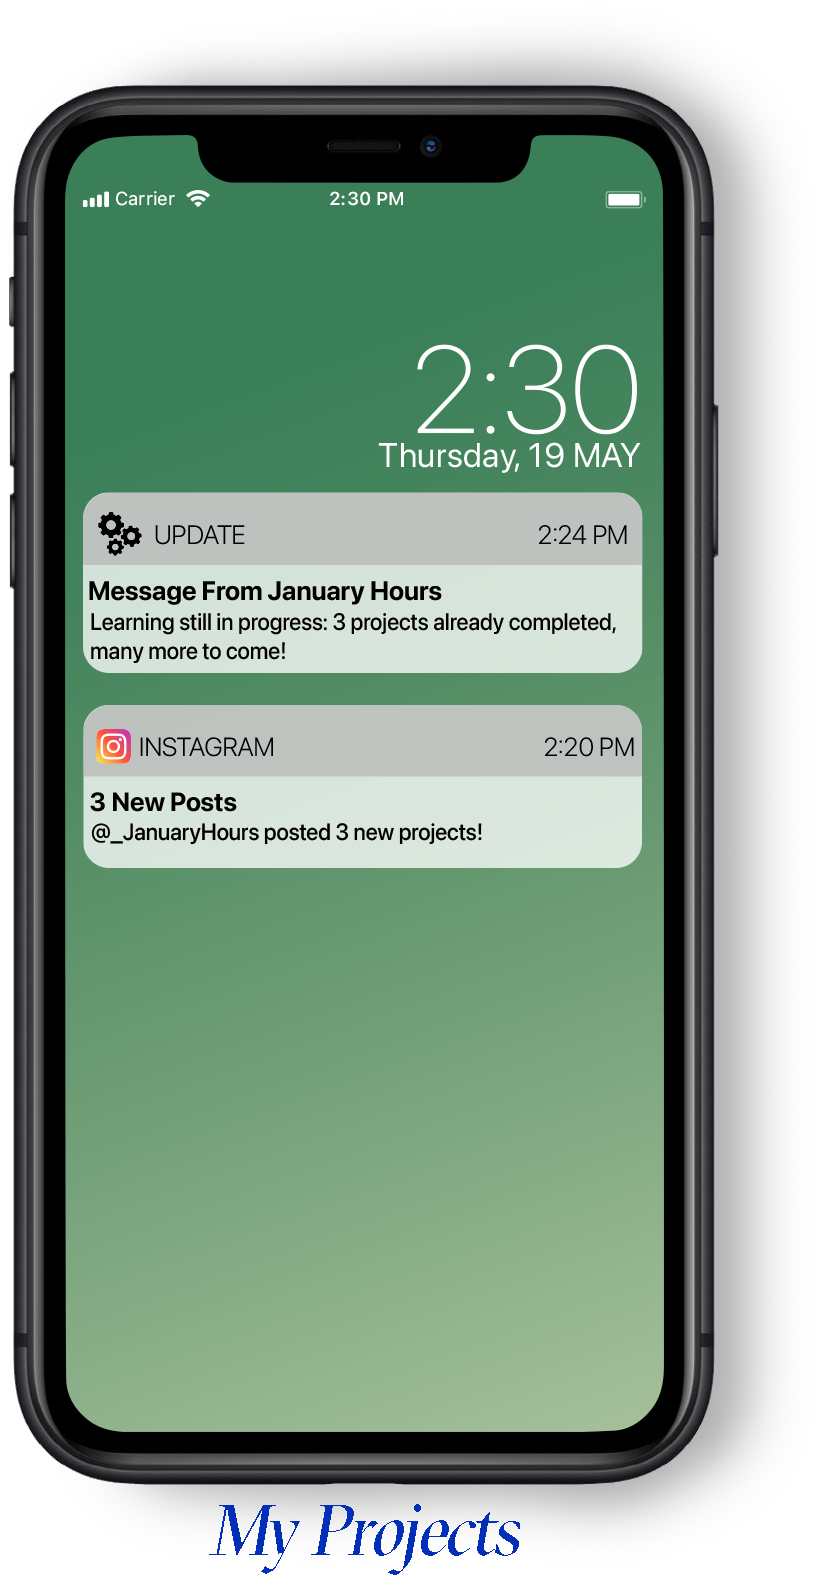 Carrier 2:30 PM
2:30
Thursday, 19 MAY
UPDATE 2:24 PM
Message From January Hours
Learning still in progress: 3 projects already completed,
many more to come!
INSTAGRAM 2:20 PM
3 New Posts
@_JanuaryHours posted 3 new projects!
My Projects